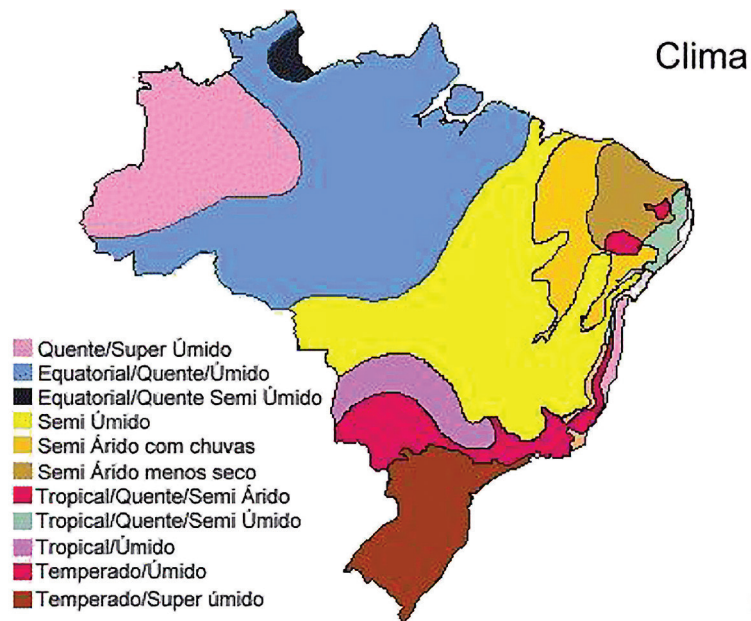 Clima
Quente/Super Úmido
Equatorial/Quente/Úmido
Equatorial/Quente Semi Úmido
Semi Úmido
Semi Árido com chuvas
Semi Árido menos seco
Tropical/Quente/Semi Árido
Tropical/Quente/Semi Úmido
Tropical/Úmido
Temperado/Úmido
Temperado/Super úmido